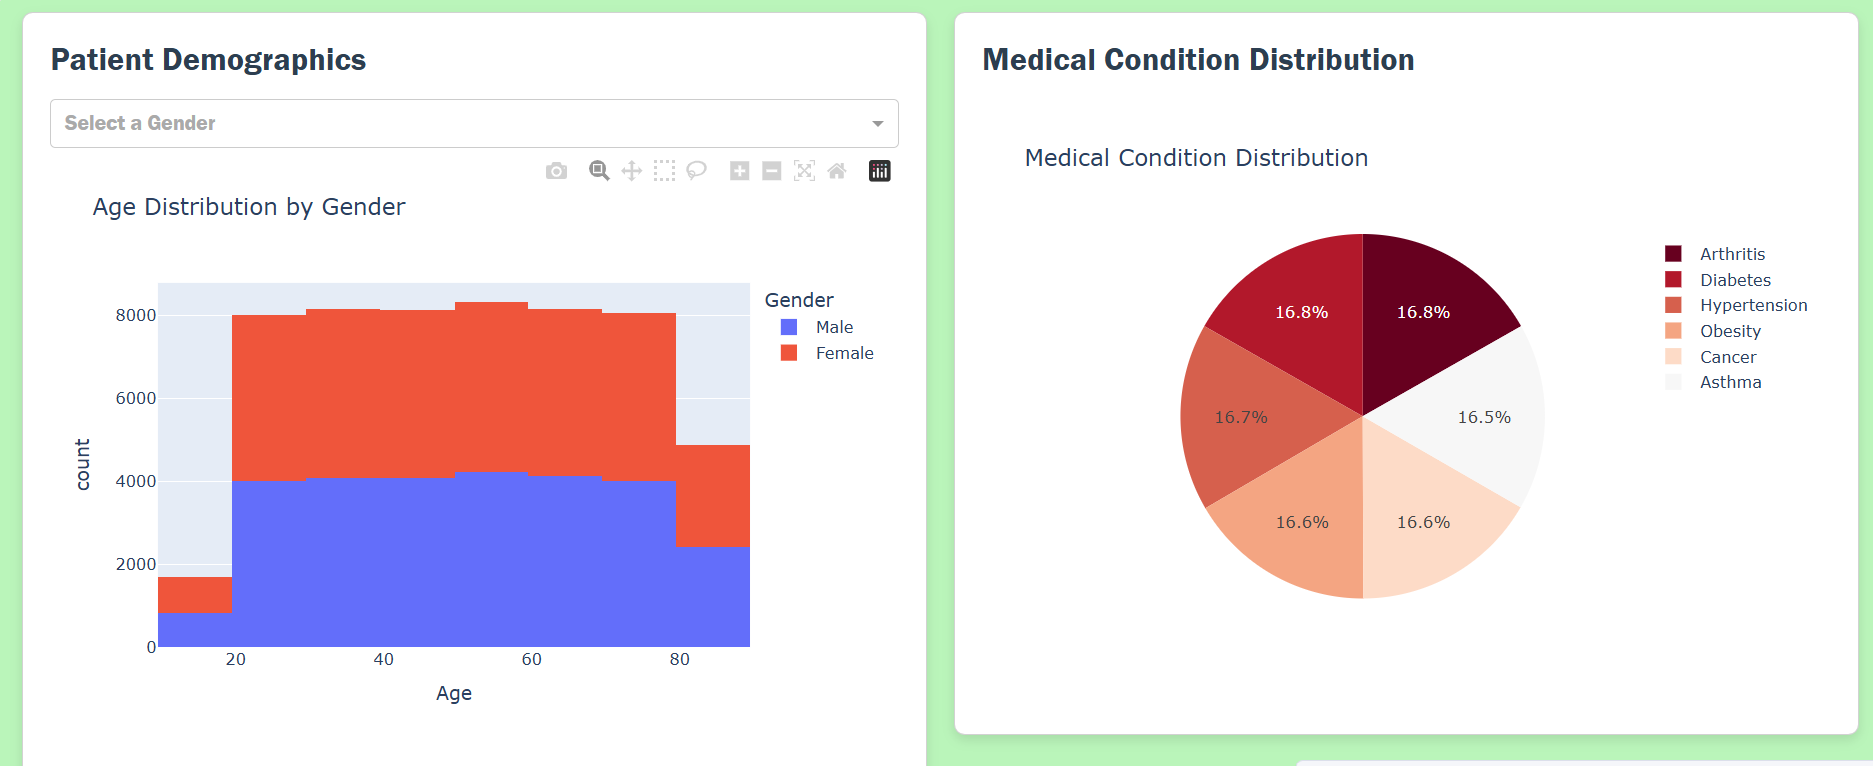 Patient Demographics
Select a Gender
Age Distribution by Gender
8000
6000
4000
2000
0
count
20
40
60
80
Age
Gender
Male
Female
Medical Condition Distribution
Medical Condition Distribution
16.8%
16.8%
16.7%
16.5%
16.6%
16.6%
Arthritis
Diabetes
Hypertension
Obesity
Cancer
Asthma